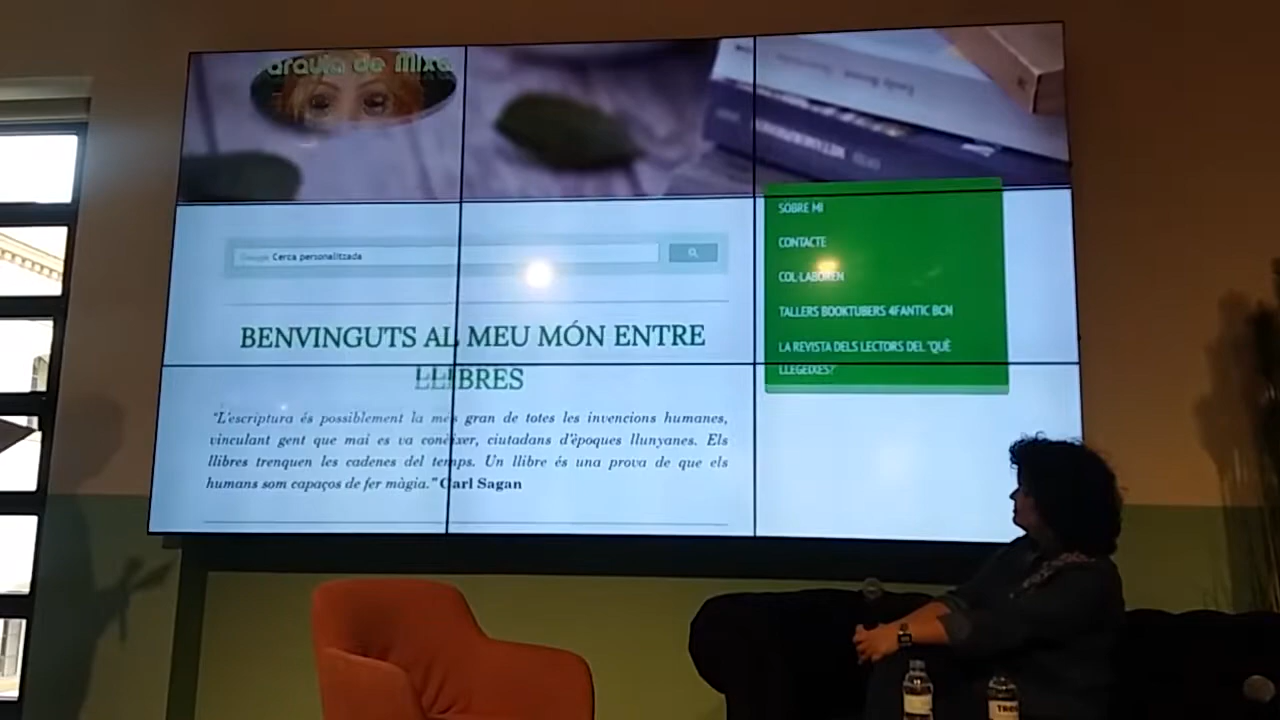 de Mixa
Cerca personalitzada
SOBRE MI
CONTACTE
COL·LABOREN
TALLERS BOOKTUBERS 4FANTIC BCN
LA REVISTA DELS LECTORS DEL "QUÈ
LLEGEIXES?"
BENVINGUTS AL MEU MÓN ENTRE
LLIBRES
"L'escriptura és possiblement la més gran de totes les invencions humanes,
vinculant gent que mai es va conèixer, ciutadans d'èpoques llunyanes. Els
llibres trenquen les cadenes del temps. Un llibre és una prova de que els
humans som capaços de fer màgia." Carl Sagan